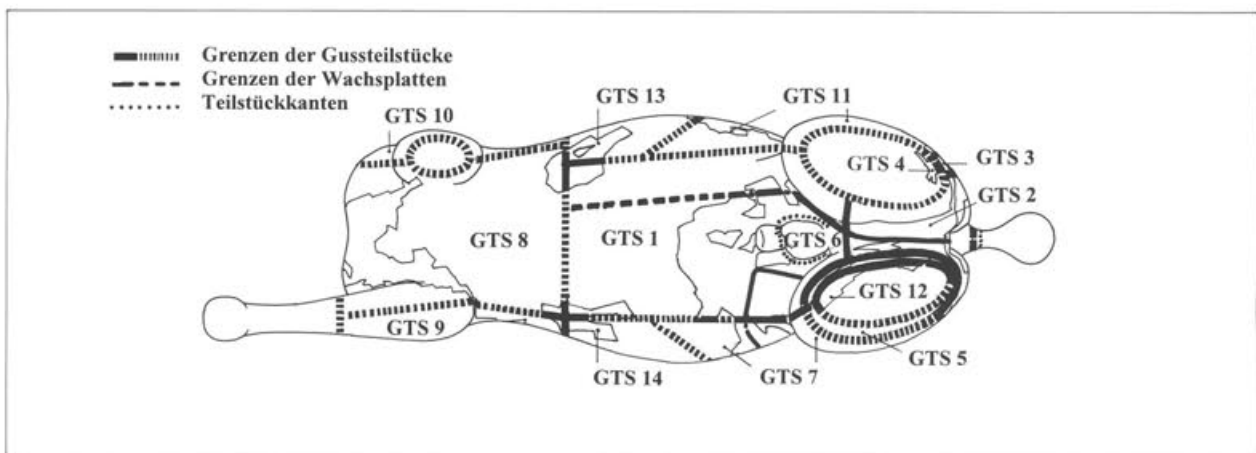 Grenzen der Gussteilstücke
Grenzen der Wachsplatten
Teilstückkanten
GTS 10
GTS 13
GTS 11
GTS 4
GTS 3
GTS 2
GTS 8
GTS 1
GTS 6
GTS 12
GTS 9
GTS 5
GTS 14
GTS 7